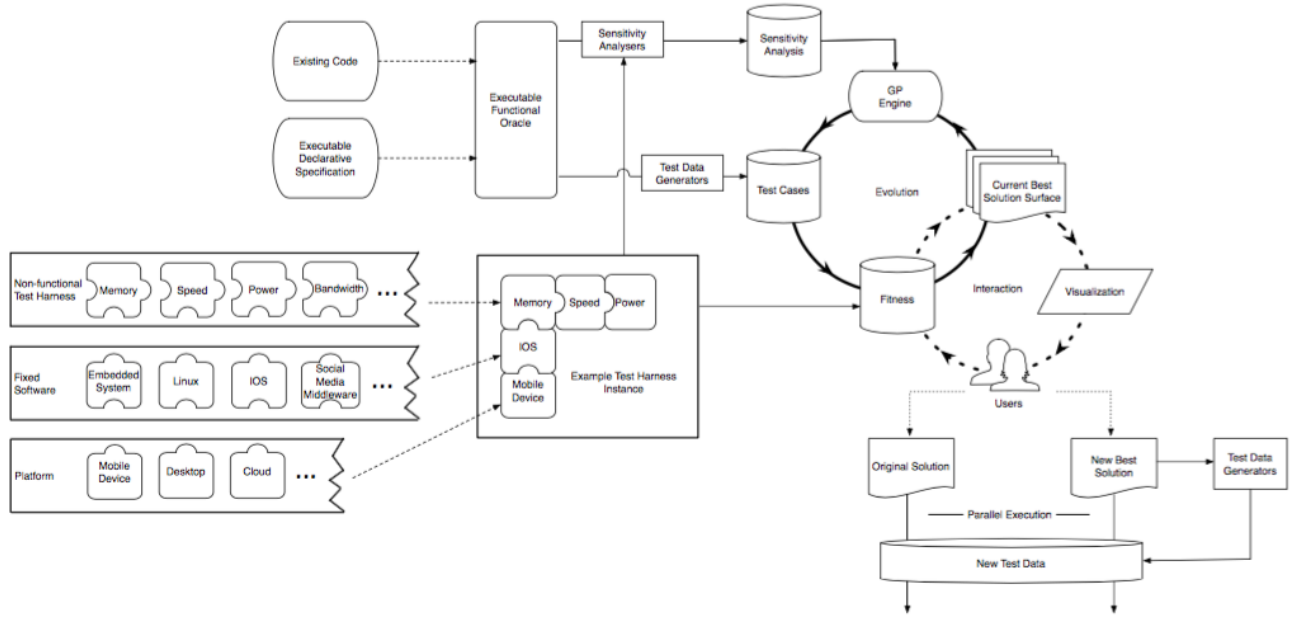 Existing Code
Executable
Declarative
Specification
Executable
Functional
Oracle
Sensitivity
Analysers
Sensitivity
Analysis
GP
Engine
Test Data
Generators
Test Cases
Evolution
Current Best
Solution Surface
Fitness
Interaction
Visualization
Users
Non-functional
Test Harness
Memory
Speed
Power
Bandwidth
...
Fixed
Software
Embedded
System
Linux
IOS
Social
Media
Middleware
...
Platform
Mobile
Device
Desktop
Cloud
...
Memory
Speed
Power
IOS
Mobile
Device
Example Test Harness
Instance
Original Solution
New Best
Solution
Test Data
Generators
Parallel Execution
New Test Data